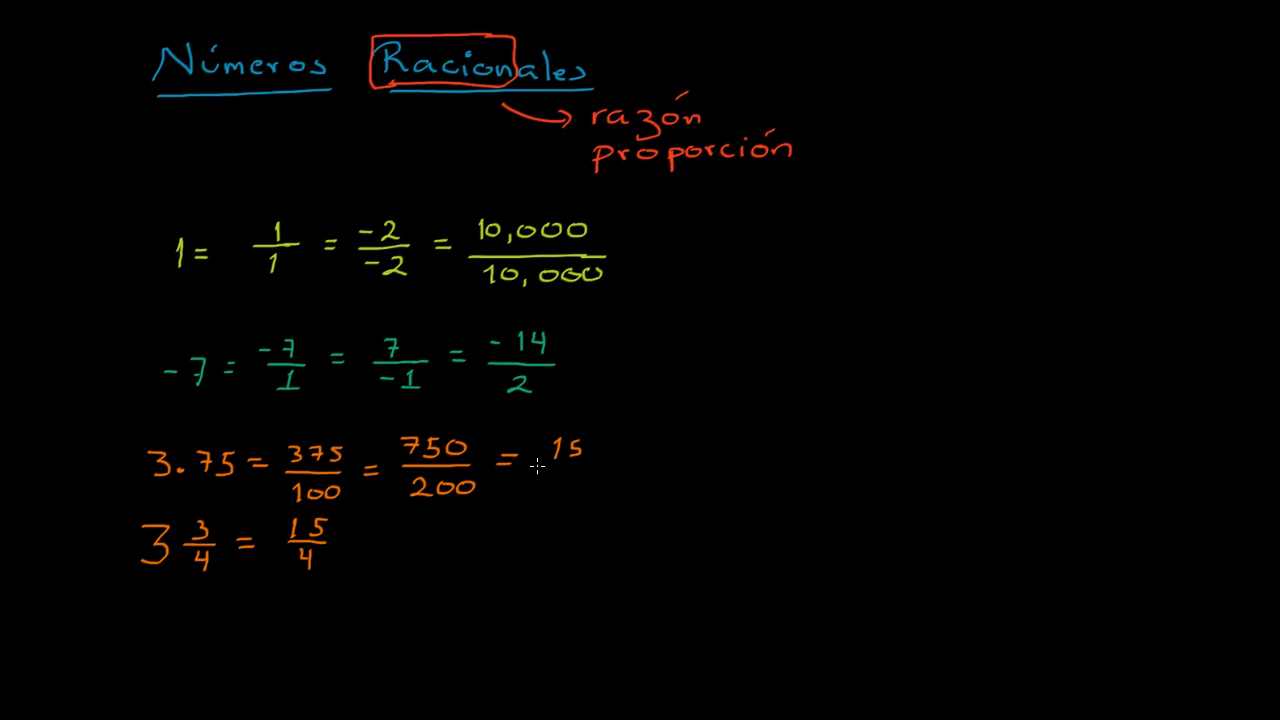 Números Racionales
razón
proporción
1 = 1/1 = -2/-2 = 10,000/10,000
-7 = -7/1 = 7/-1 = -14/2
3.75 = 375/100 = 750/200 = 15
3 3/4 = 15/4